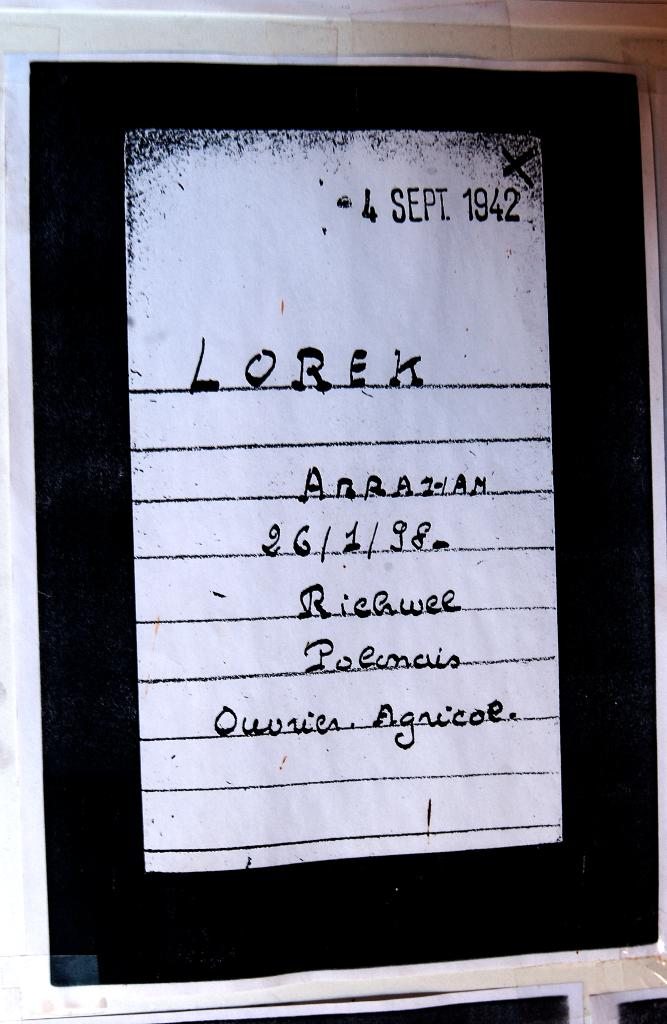 - 4 SEPT. 1942
LOREK
ABRAHAM
26/1/98.
Richwel
Polonais
Ouvrier. Agricol.